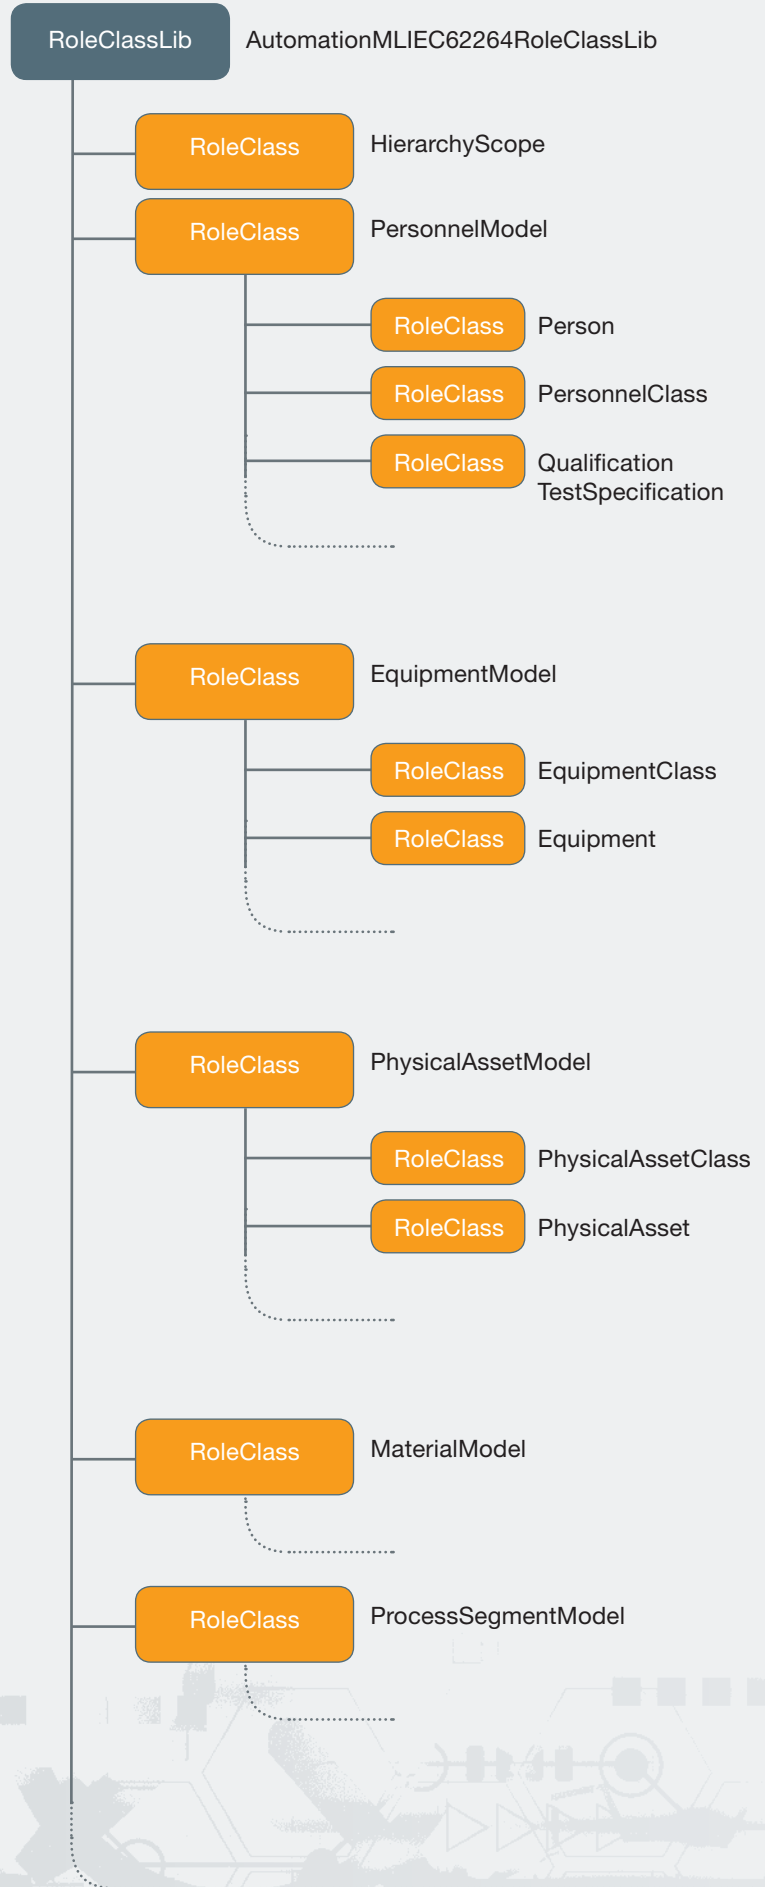 RoleClassLib AutomationMLIEC62264RoleClassLib
RoleClass HierarchyScope
RoleClass PersonnelModel
RoleClass Person
RoleClass PersonnelClass
RoleClass Qualification
TestSpecification
RoleClass EquipmentModel
RoleClass EquipmentClass
RoleClass Equipment
RoleClass PhysicalAssetModel
RoleClass PhysicalAssetClass
RoleClass PhysicalAsset
RoleClass MaterialModel
RoleClass ProcessSegmentModel